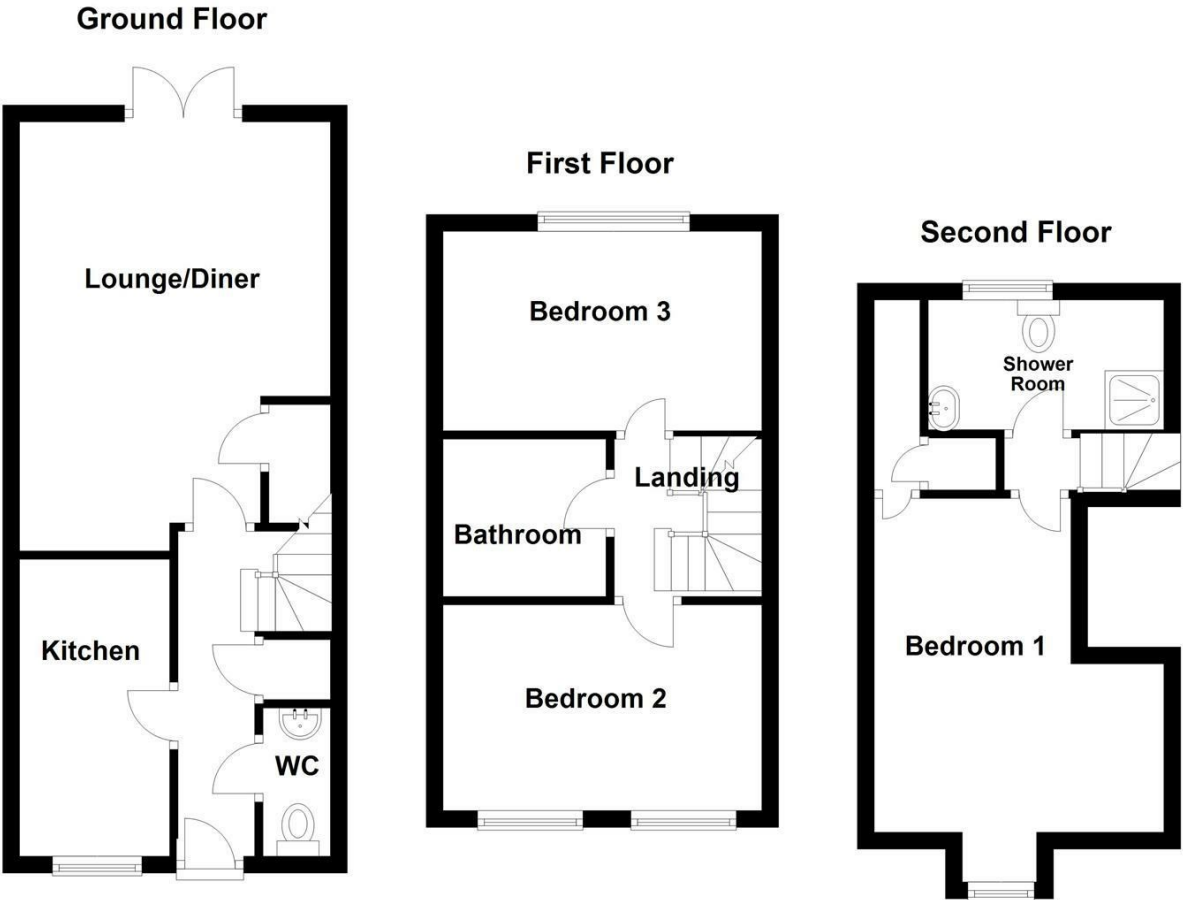 Ground Floor
Lounge/Diner
Kitchen
WC
First Floor
Bedroom 3
Landing
Bathroom
Bedroom 2
Second Floor
Shower
Room
Bedroom 1